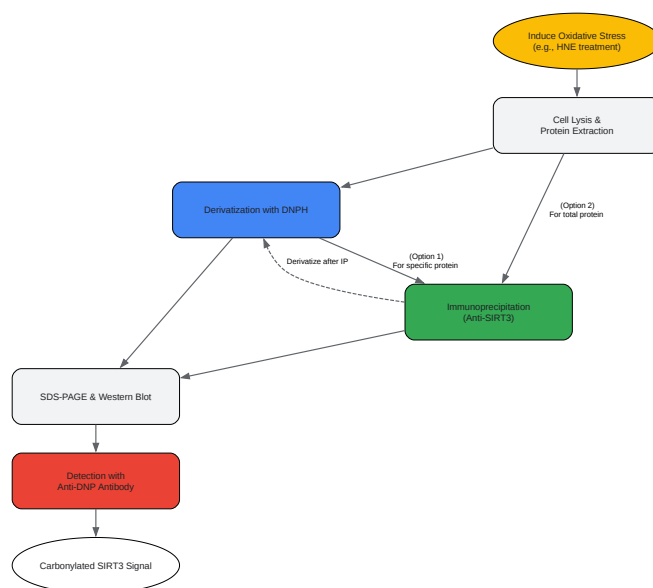 Induce Oxidative Stress
(e.g., HNE treatment)
Cell Lysis &
Protein Extraction
Derivatization with DNPH
(Option 2)
For total protein
(Option 1)
For specific protein
Derivatize after IP
Immunoprecipitation
(Anti-SIRT3)
SDS-PAGE & Western Blot
Detection with
Anti-DNP Antibody
Carbonylated SIRT3 Signal